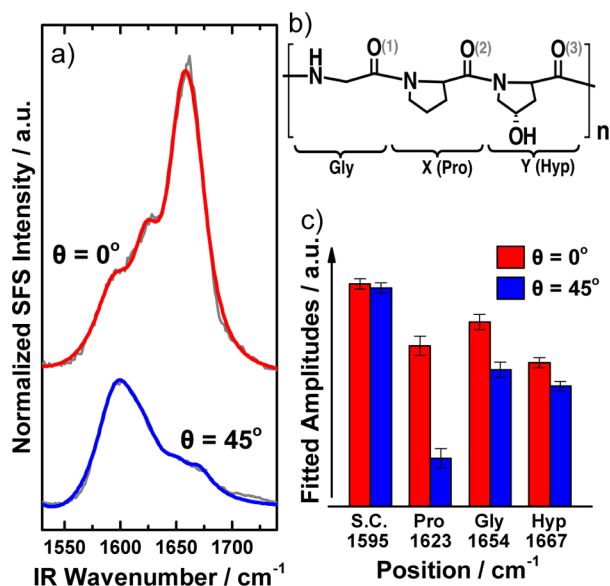 a)
Normalized SFS Intensity / a.u.
θ = 0°
θ = 45°
1550 1600 1650 1700
IR Wavenumber / cm-1
b)
O(1) O(2) O(3)
H
N N N
OH
n
Gly X (Pro) Y (Hyp)
c)
Fitted Amplitudes / a.u.
θ = 0°
θ = 45°
S.C. Pro Gly Hyp
1595 1623 1654 1667
Position / cm-1